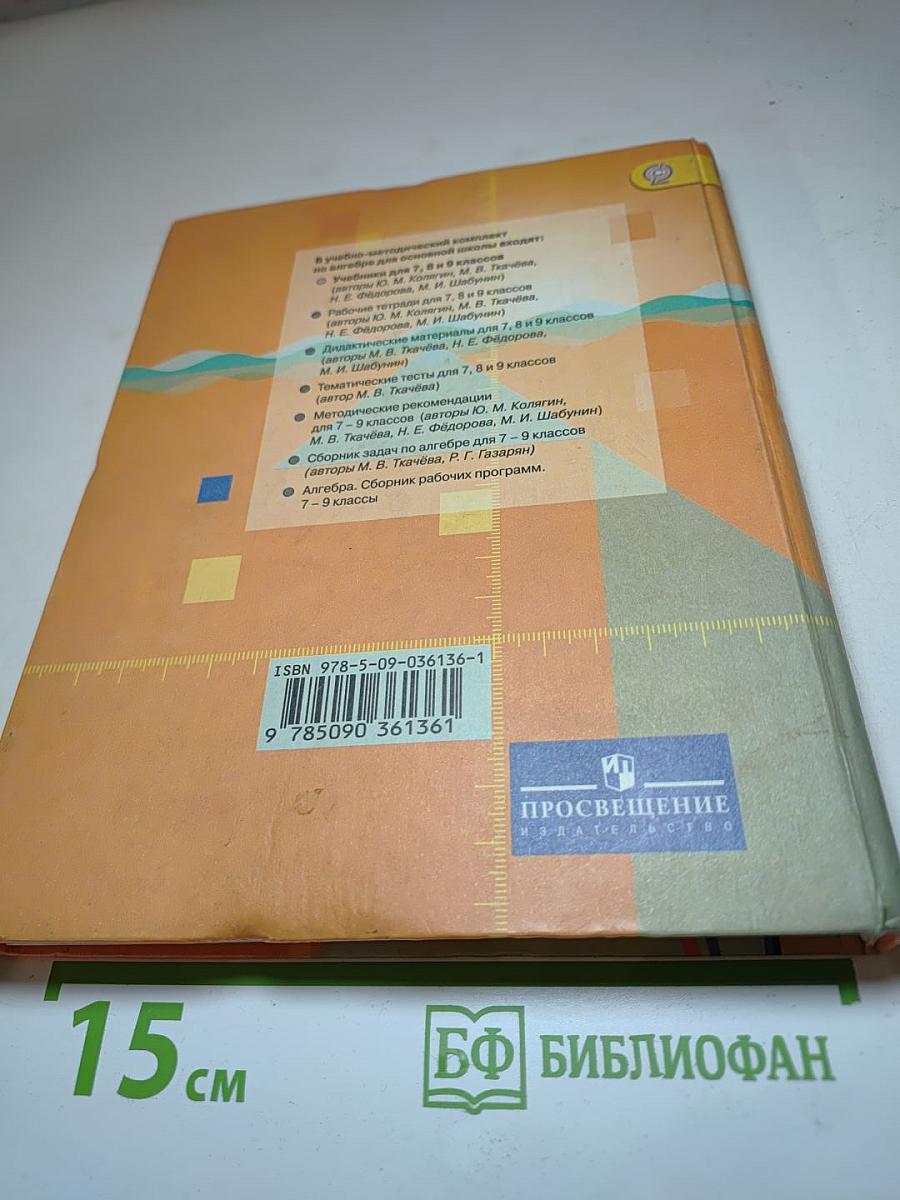 В учебно-методический комплект
по алгебре для основной школы входят:
Учебники для 7, 8 и 9 классов
(авторы Ю. М. Колягин, М. В. Ткачёва,
Н. Е. Фёдорова, М. И. Шабунин)
Рабочие тетради для 7, 8 и 9 классов
(авторы Ю. М. Колягин, М. В. Ткачёва,
Н. Е. Фёдорова, М. И. Шабунин)
Дидактические материалы для 7, 8 и 9 классов
(авторы М. В. Ткачёва, Н. Е. Фёдорова,
М. И. Шабунин)
Тематические тесты для 7, 8 и 9 классов
(автор М. В. Ткачёва)
Методические рекомендации
для 7 – 9 классов (авторы Ю. М. Колягин,
М. В. Ткачёва, Н. Е. Фёдорова, М. И. Шабунин)
Сборник задач по алгебре для 7 – 9 классов
(авторы М. В. Ткачёва, Р. Г. Газарян)
Алгебра. Сборник рабочих программ.
7 – 9 классы
ISBN 978-5-09-036136-1
9 785090 361361
ИП
ПРОСВЕЩЕНИЕ
ИЗДАТЕЛЬСТВО
15 см
БФ БИБЛИОФАН